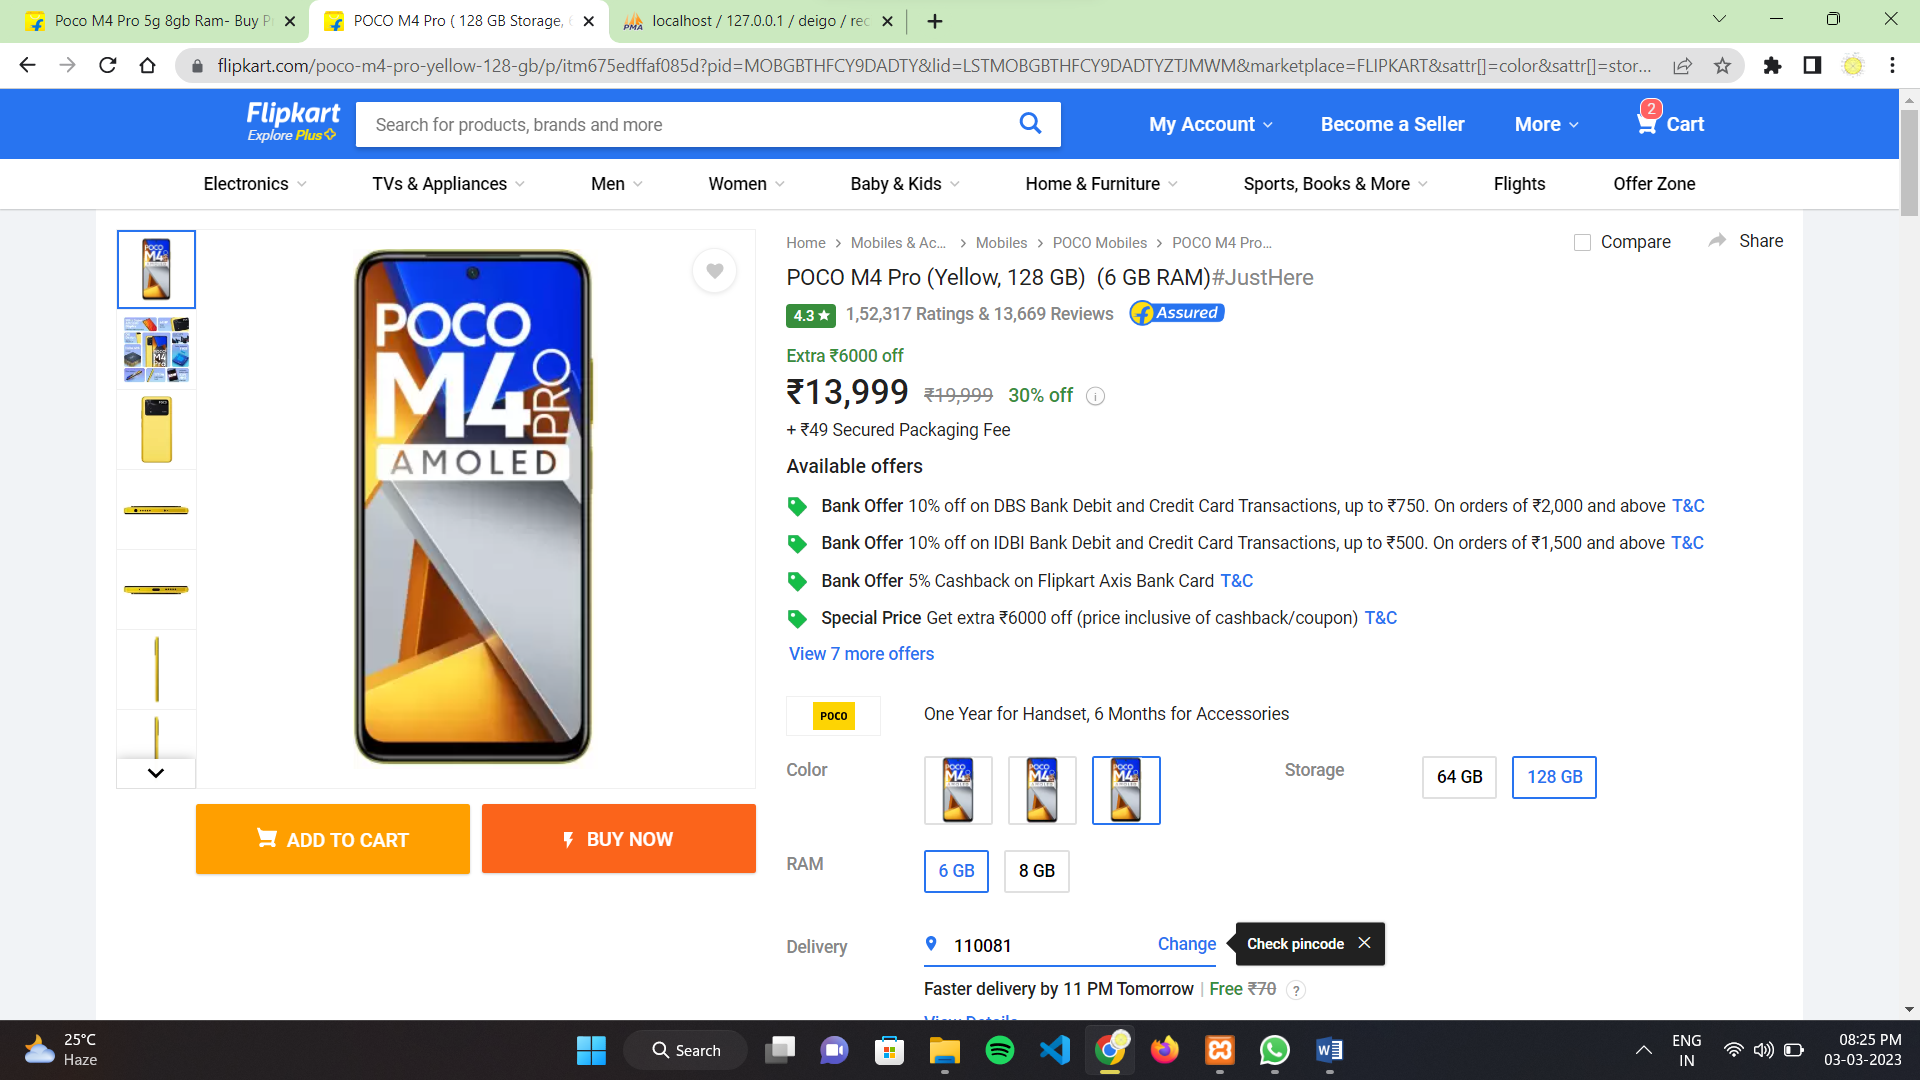 Poco M4 Pro 5g 8gb Ram- Buy P
POCO M4 Pro ( 128 GB Storage, 6
localhost / 127.0.0.1 / deigo / rec
flipkart.com/poco-m4-pro-yellow-128-gb/p/itm675edffaf085d?pid=MOBGBTHFCY9DADTY&lid=LSTMOBGBTHFCY9DADTYZTJMWM&marketplace=FLIPKART&sattr[]=color&sattr[]=stor...
Flipkart
Explore Plus
Search for products, brands and more
My Account
Become a Seller
More
2
Cart
Electronics
TVs & Appliances
Men
Women
Baby & Kids
Home & Furniture
Sports, Books & More
Flights
Offer Zone
POCO
M4
PRO
AMOLED
Home
Mobiles & Ac...
Mobiles
POCO Mobiles
POCO M4 Pro...
Compare
Share
POCO M4 Pro (Yellow, 128 GB) (6 GB RAM)#JustHere
4.3 ★ 1,52,317 Ratings & 13,669 Reviews Assured
Extra ₹6000 off
₹13,999 ₹19,999 30% off
+ ₹49 Secured Packaging Fee
Available offers
Bank Offer 10% off on DBS Bank Debit and Credit Card Transactions, up to ₹750. On orders of ₹2,000 and above T&C
Bank Offer 10% off on IDBI Bank Debit and Credit Card Transactions, up to ₹500. On orders of ₹1,500 and above T&C
Bank Offer 5% Cashback on Flipkart Axis Bank Card T&C
Special Price Get extra ₹6000 off (price inclusive of cashback/coupon) T&C
View 7 more offers
POCO
One Year for Handset, 6 Months for Accessories
Color
Storage
64 GB
128 GB
ADD TO CART
BUY NOW
RAM
6 GB
8 GB
Delivery
110081
Change
Check pincode
Faster delivery by 11 PM Tomorrow | Free ₹70 ?
View Details
25°C
Haze
Search
ENG
IN
08:25 PM
03-03-2023